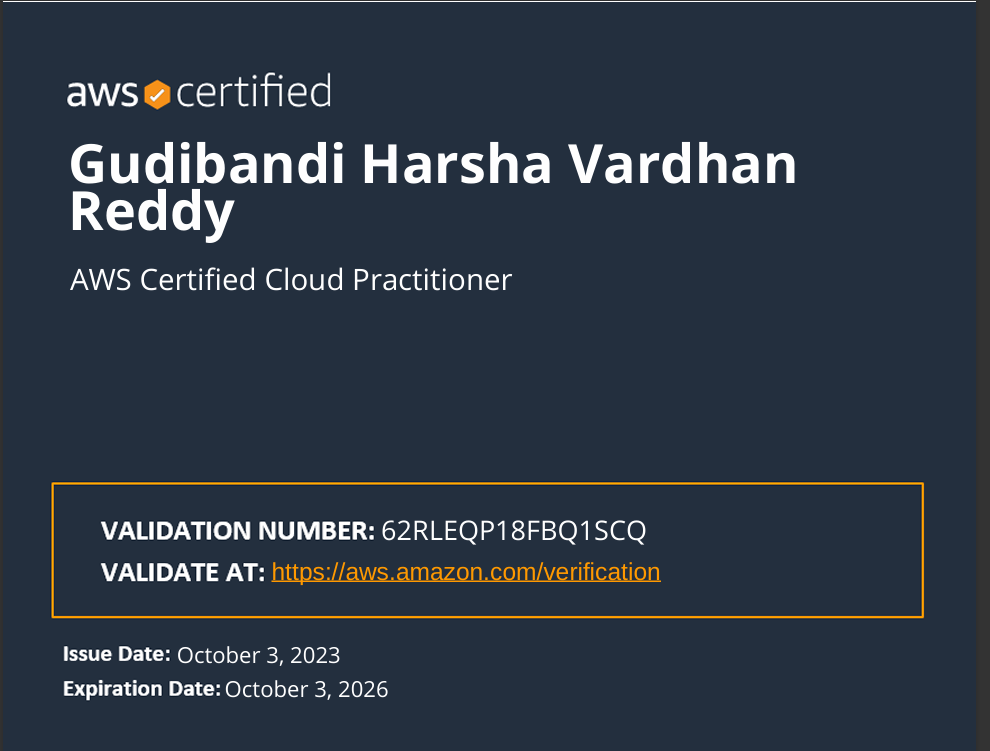 aws certified
Gudibandi Harsha Vardhan
Reddy
AWS Certified Cloud Practitioner
VALIDATION NUMBER: 62RLEQP18FBQ1SCQ
VALIDATE AT: https://aws.amazon.com/verification
Issue Date: October 3, 2023
Expiration Date: October 3, 2026